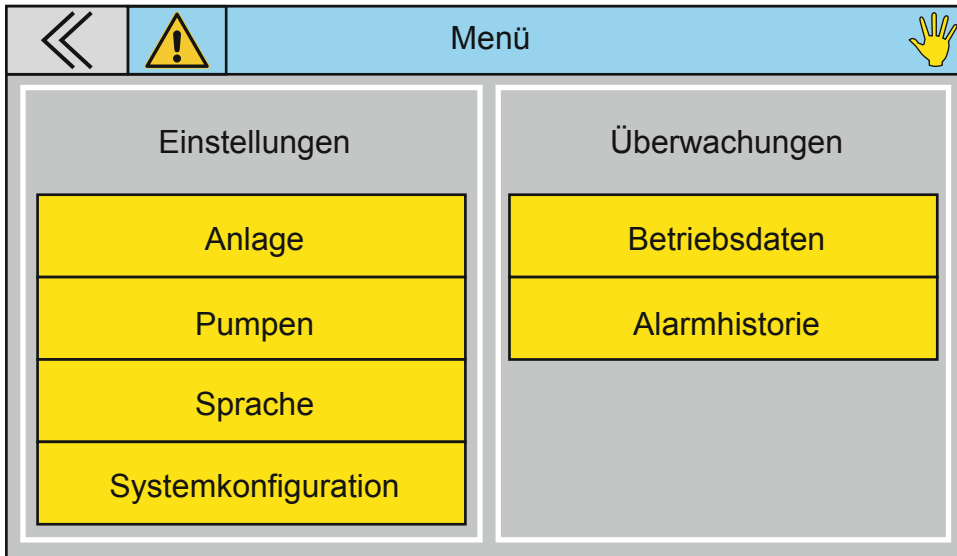 Menü
Einstellungen
Anlage
Pumpen
Sprache
Systemkonfiguration
Überwachungen
Betriebsdaten
Alarmhistorie